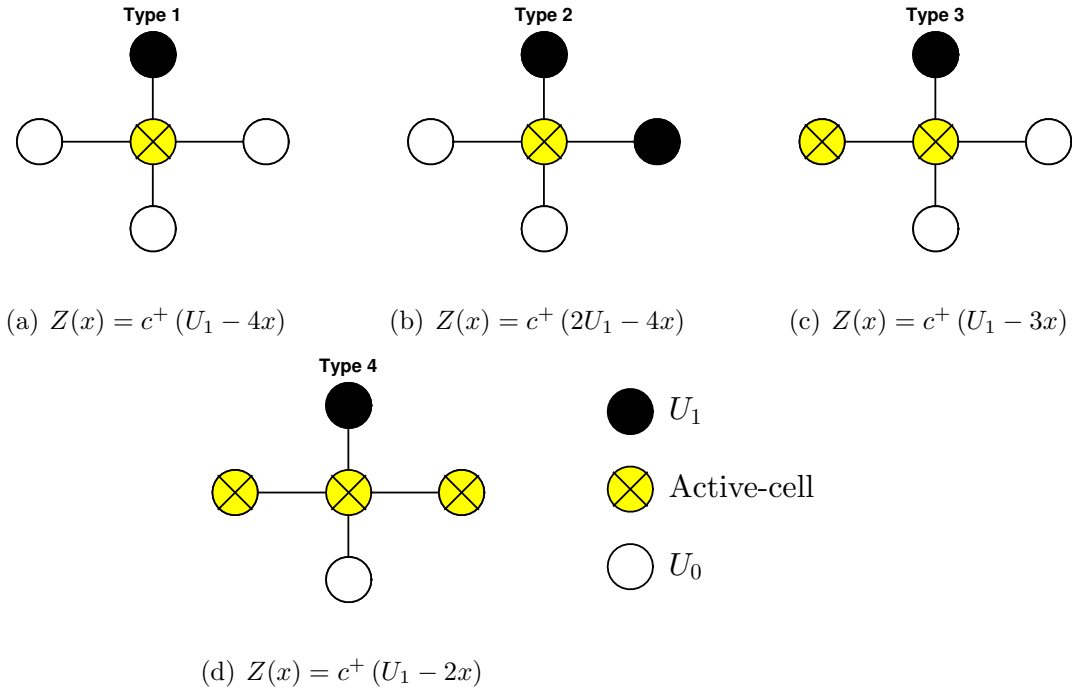 Type 1 Type 2 Type 3
(a) Z(x) = c⁺ (U₁ − 4x) (b) Z(x) = c⁺ (2U₁ − 4x) (c) Z(x) = c⁺ (U₁ − 3x)
Type 4
U₁
Active-cell
U₀
(d) Z(x) = c⁺ (U₁ − 2x)